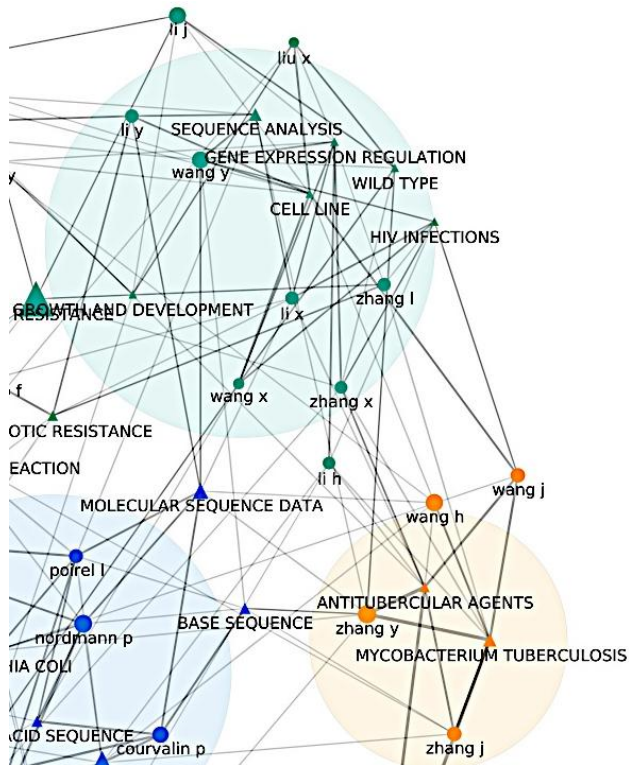 li j
liu x
li y
SEQUENCE ANALYSIS
GENE EXPRESSION REGULATION
wang y
WILD TYPE
y
CELL LINE
HIV INFECTIONS
zhang l
GROWTH AND DEVELOPMENT
li x
RESISTANCE
f
wang x
zhang x
OTIC RESISTANCE
EACTION
li h
wang j
MOLECULAR SEQUENCE DATA
wang h
poirel l
ANTITUBERCULAR AGENTS
BASE SEQUENCE
zhang y
nordmann p
MYCOBACTERIUM TUBERCULOSIS
HIA COLI
ACID SEQUENCE
courvalin p
zhang j